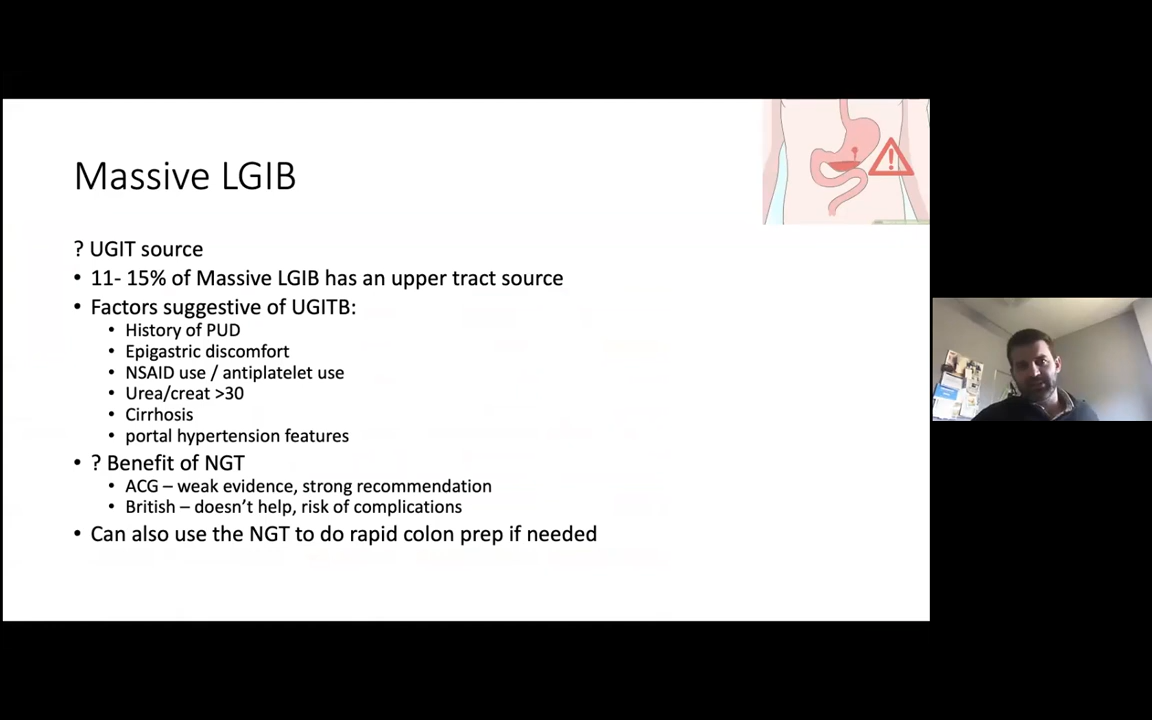 Massive LGIB
? UGIT source
• 11- 15% of Massive LGIB has an upper tract source
• Factors suggestive of UGITB:
• History of PUD
• Epigastric discomfort
• NSAID use / antiplatelet use
• Urea/creat >30
• Cirrhosis
• portal hypertension features
• ? Benefit of NGT
• ACG – weak evidence, strong recommendation
• British – doesn’t help, risk of complications
• Can also use the NGT to do rapid colon prep if needed